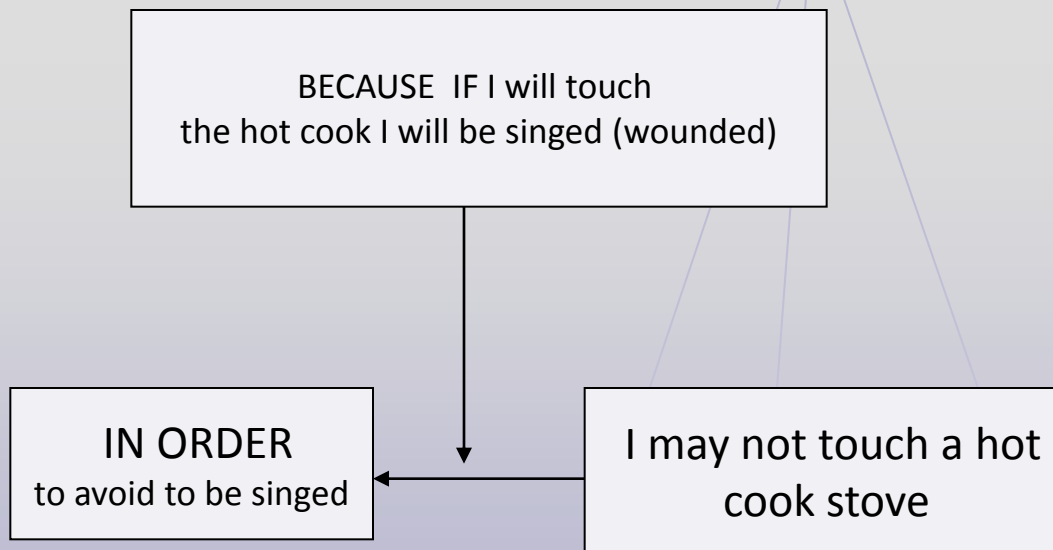 BECAUSE  IF I will touch
the hot cook I will be singed (wounded)
IN ORDER
to avoid to be singed
I may not touch a hot
cook stove